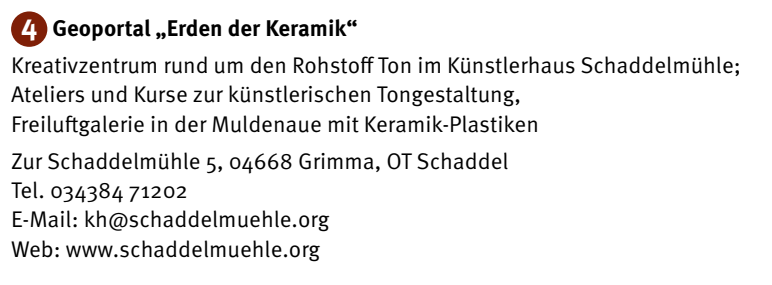 4 Geoportal „Erden der Keramik“
Kreativzentrum rund um den Rohstoff Ton im Künstlerhaus Schaddelmühle;
Ateliers und Kurse zur künstlerischen Tongestaltung,
Freiluftgalerie in der Muldenaue mit Keramik-Plastiken
Zur Schaddelmühle 5, 04668 Grimma, OT Schaddel
Tel. 034384 71202
E-Mail: kh@schaddelmuehle.org
Web: www.schaddelmuehle.org